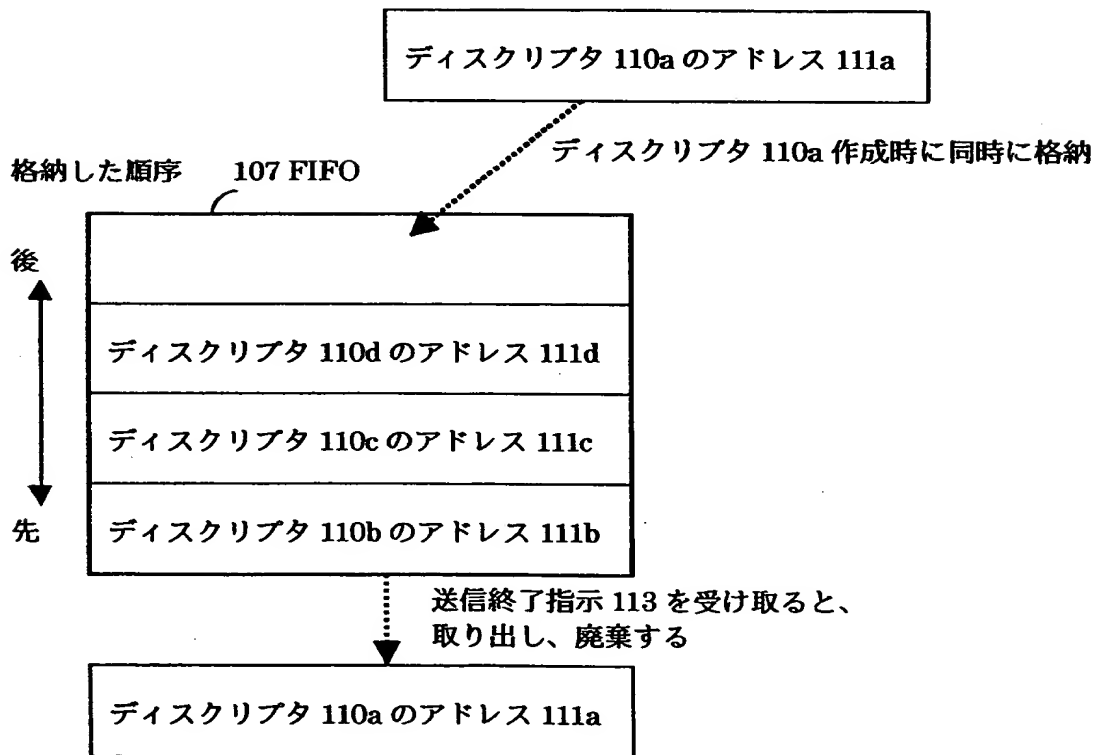 ディスクリプタ 110a のアドレス 111a
ディスクリプタ 110a 作成時に同時に格納
格納した順序 107 FIFO
後
ディスクリプタ 110d のアドレス 111d
ディスクリプタ 110c のアドレス 111c
先
ディスクリプタ 110b のアドレス 111b
送信終了指示 113 を受け取ると、
取り出し、廃棄する
ディスクリプタ 110a のアドレス 111a